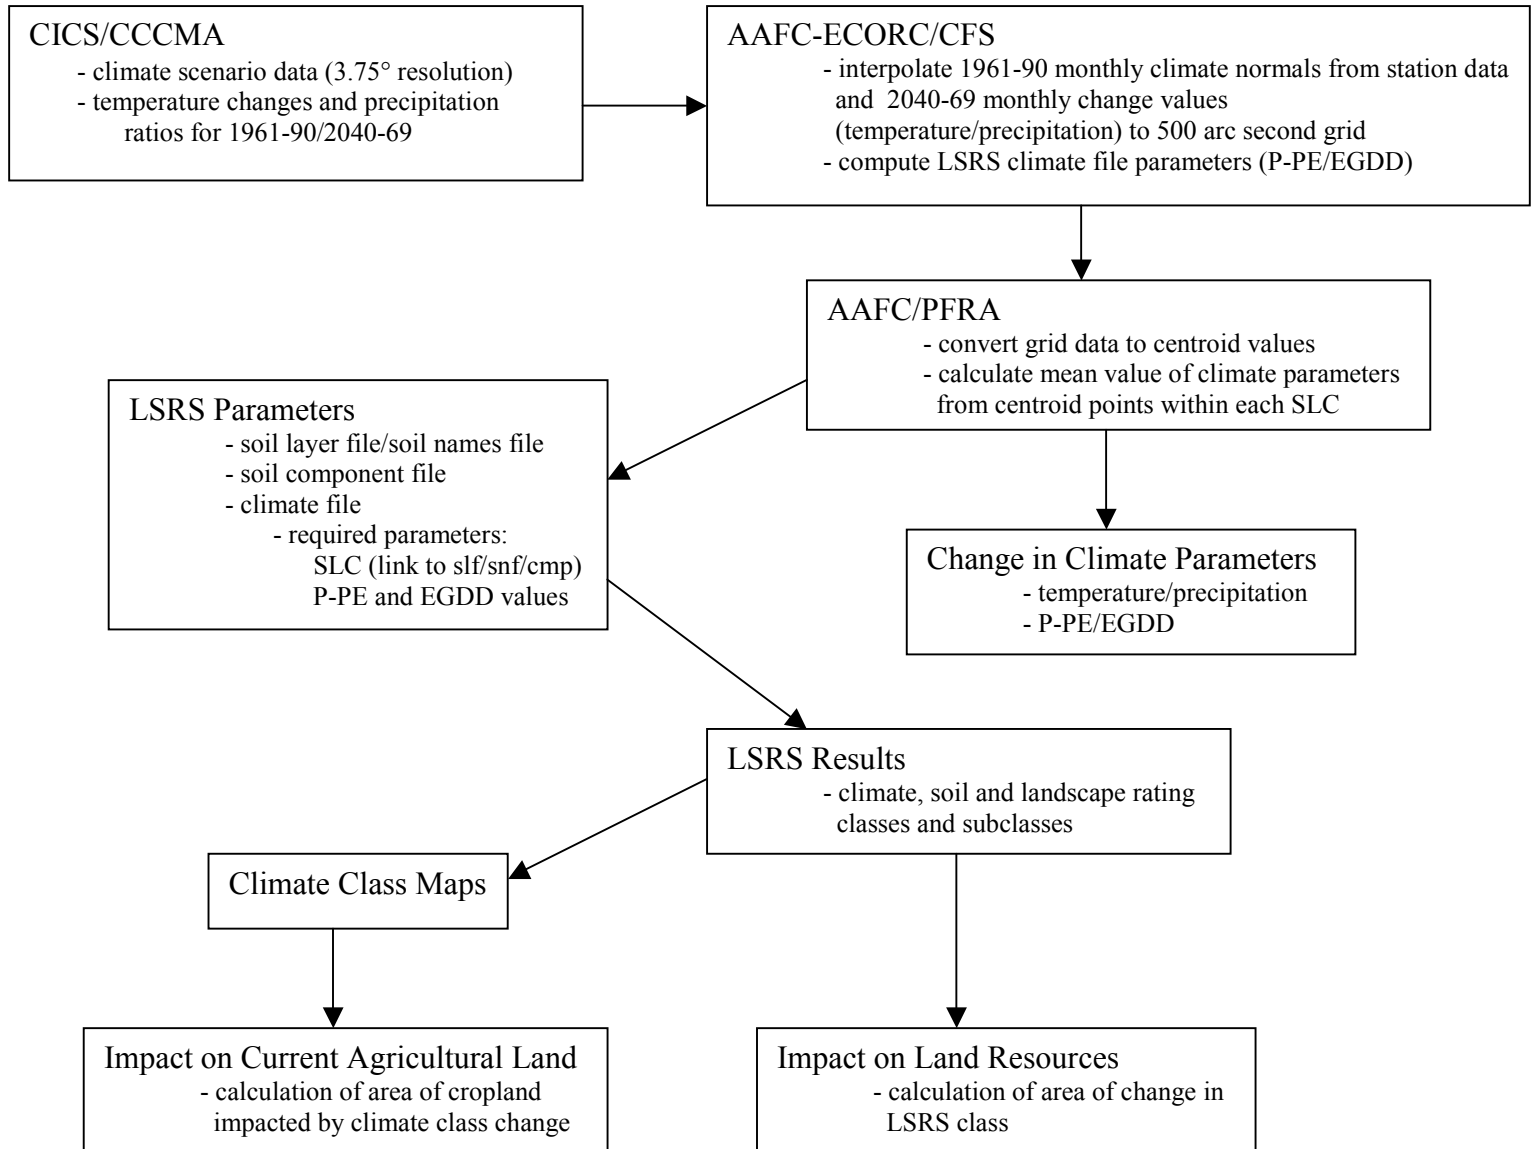 CICS/CCCMA
- climate scenario data (3.75° resolution)
- temperature changes and precipitation
ratios for 1961-90/2040-69
AAFC-ECORC/CFS
- interpolate 1961-90 monthly climate normals from station data
and 2040-69 monthly change values
(temperature/precipitation) to 500 arc second grid
- compute LSRS climate file parameters (P-PE/EGDD)
AAFC/PFRA
- convert grid data to centroid values
- calculate mean value of climate parameters
from centroid points within each SLC
LSRS Parameters
- soil layer file/soil names file
- soil component file
- climate file
- required parameters:
SLC (link to slf/snf/cmp)
P-PE and EGDD values
Change in Climate Parameters
- temperature/precipitation
- P-PE/EGDD
LSRS Results
- climate, soil and landscape rating
classes and subclasses
Climate Class Maps
Impact on Current Agricultural Land
- calculation of area of cropland
impacted by climate class change
Impact on Land Resources
- calculation of area of change in
LSRS class